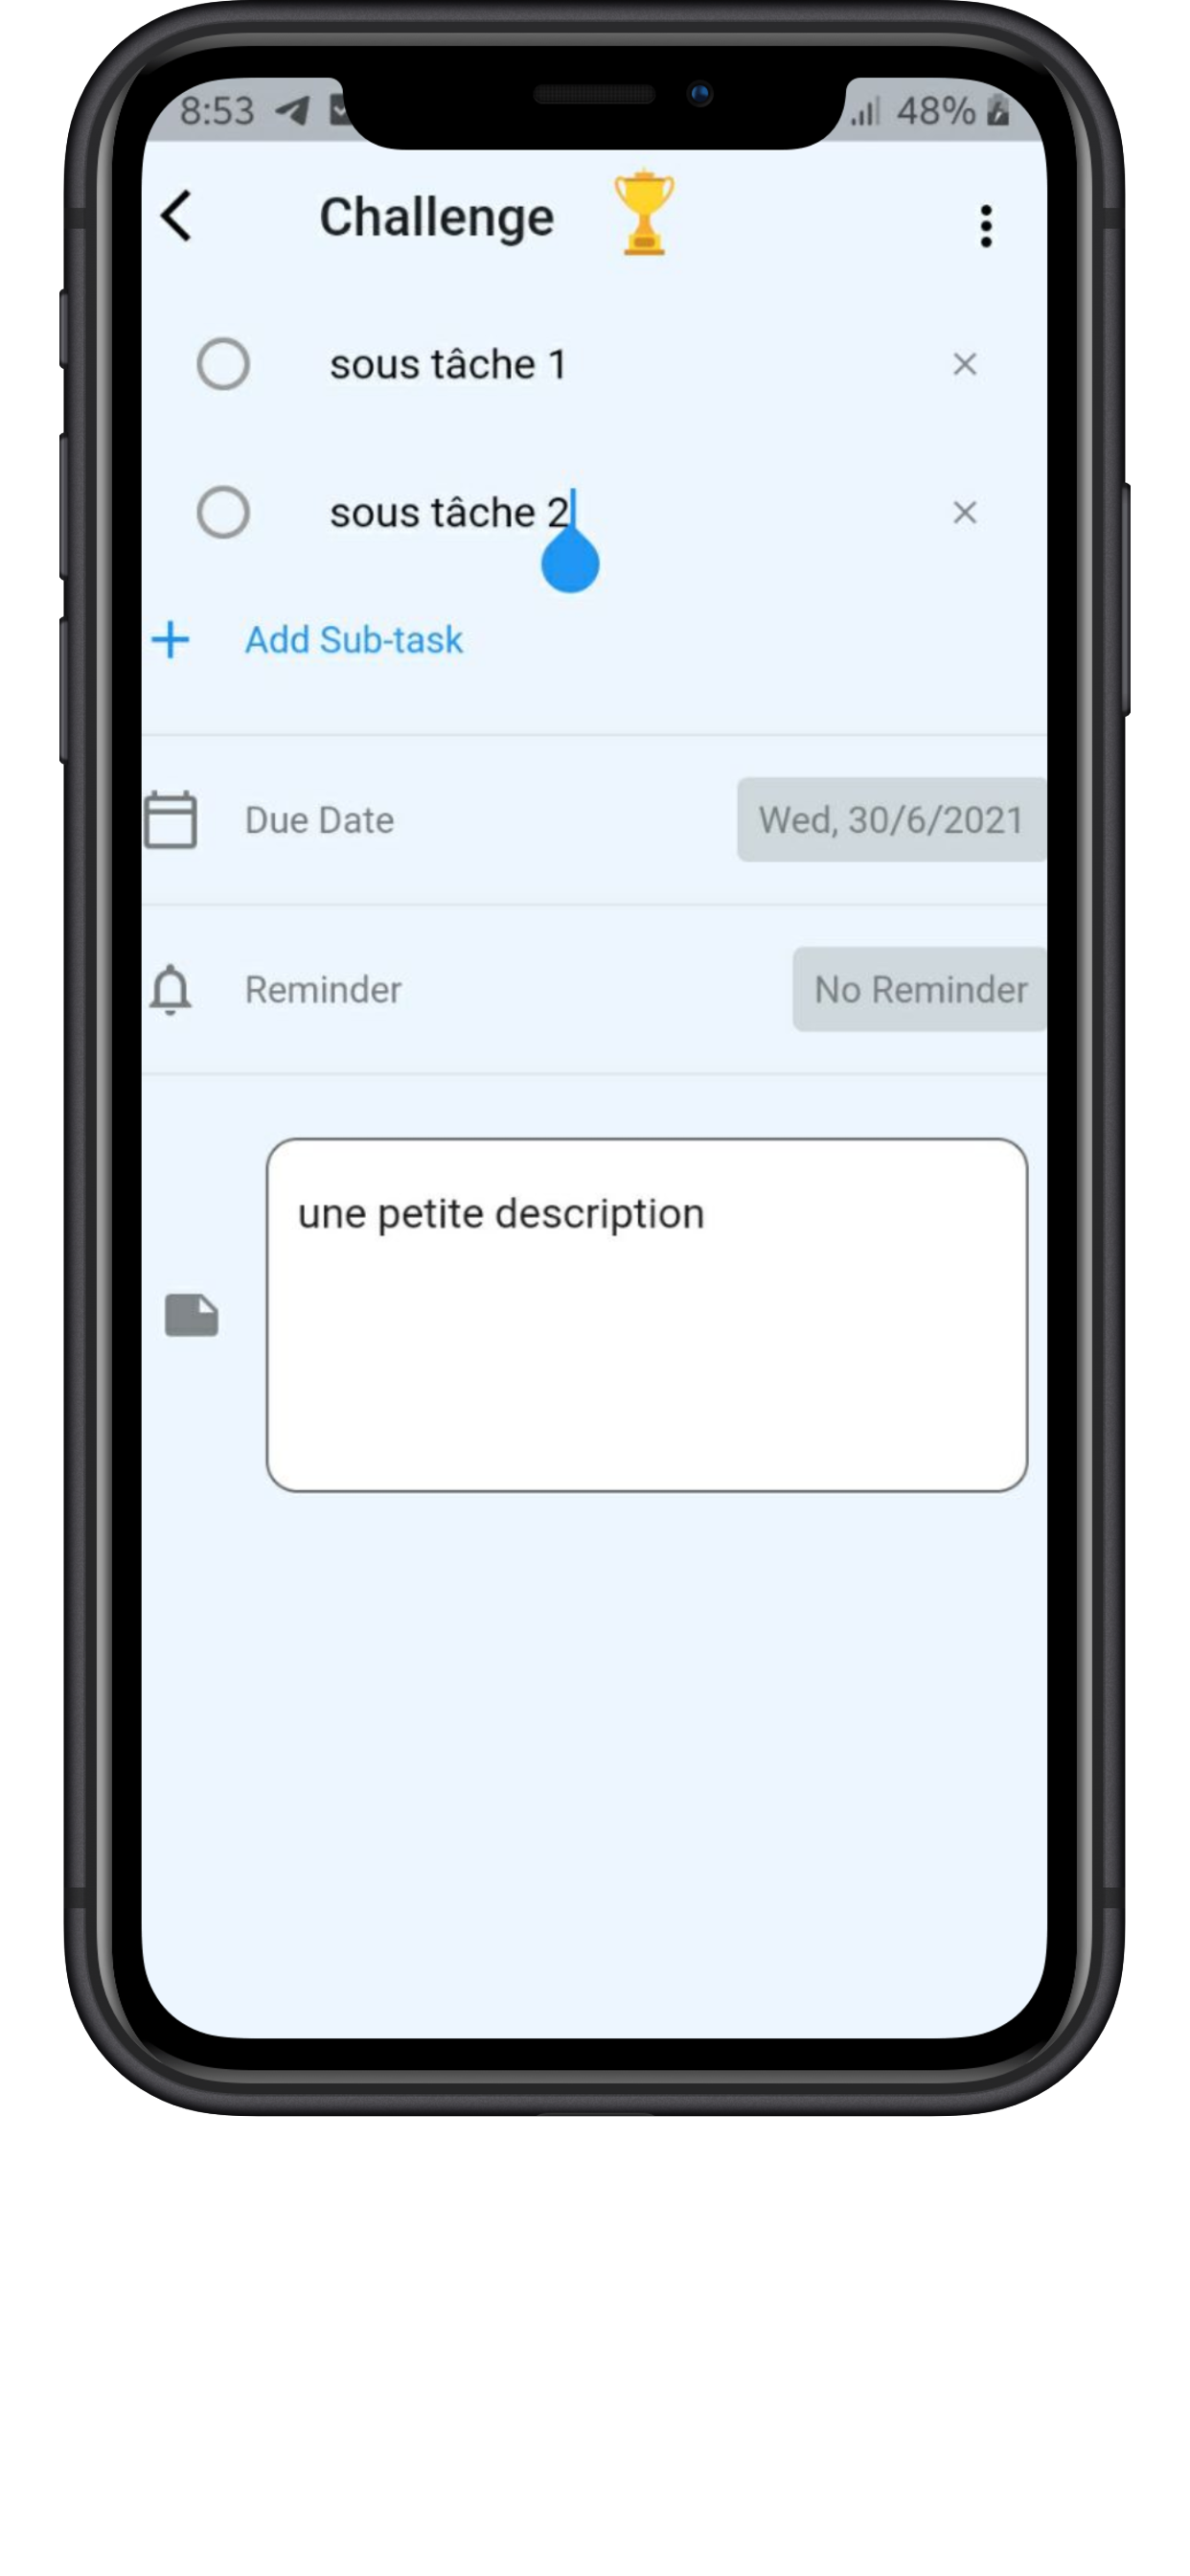 8:53 48%
Challenge 🏆
sous tâche 1
sous tâche 2
Add Sub-task
Due Date Wed, 30/6/2021
Reminder No Reminder
une petite description